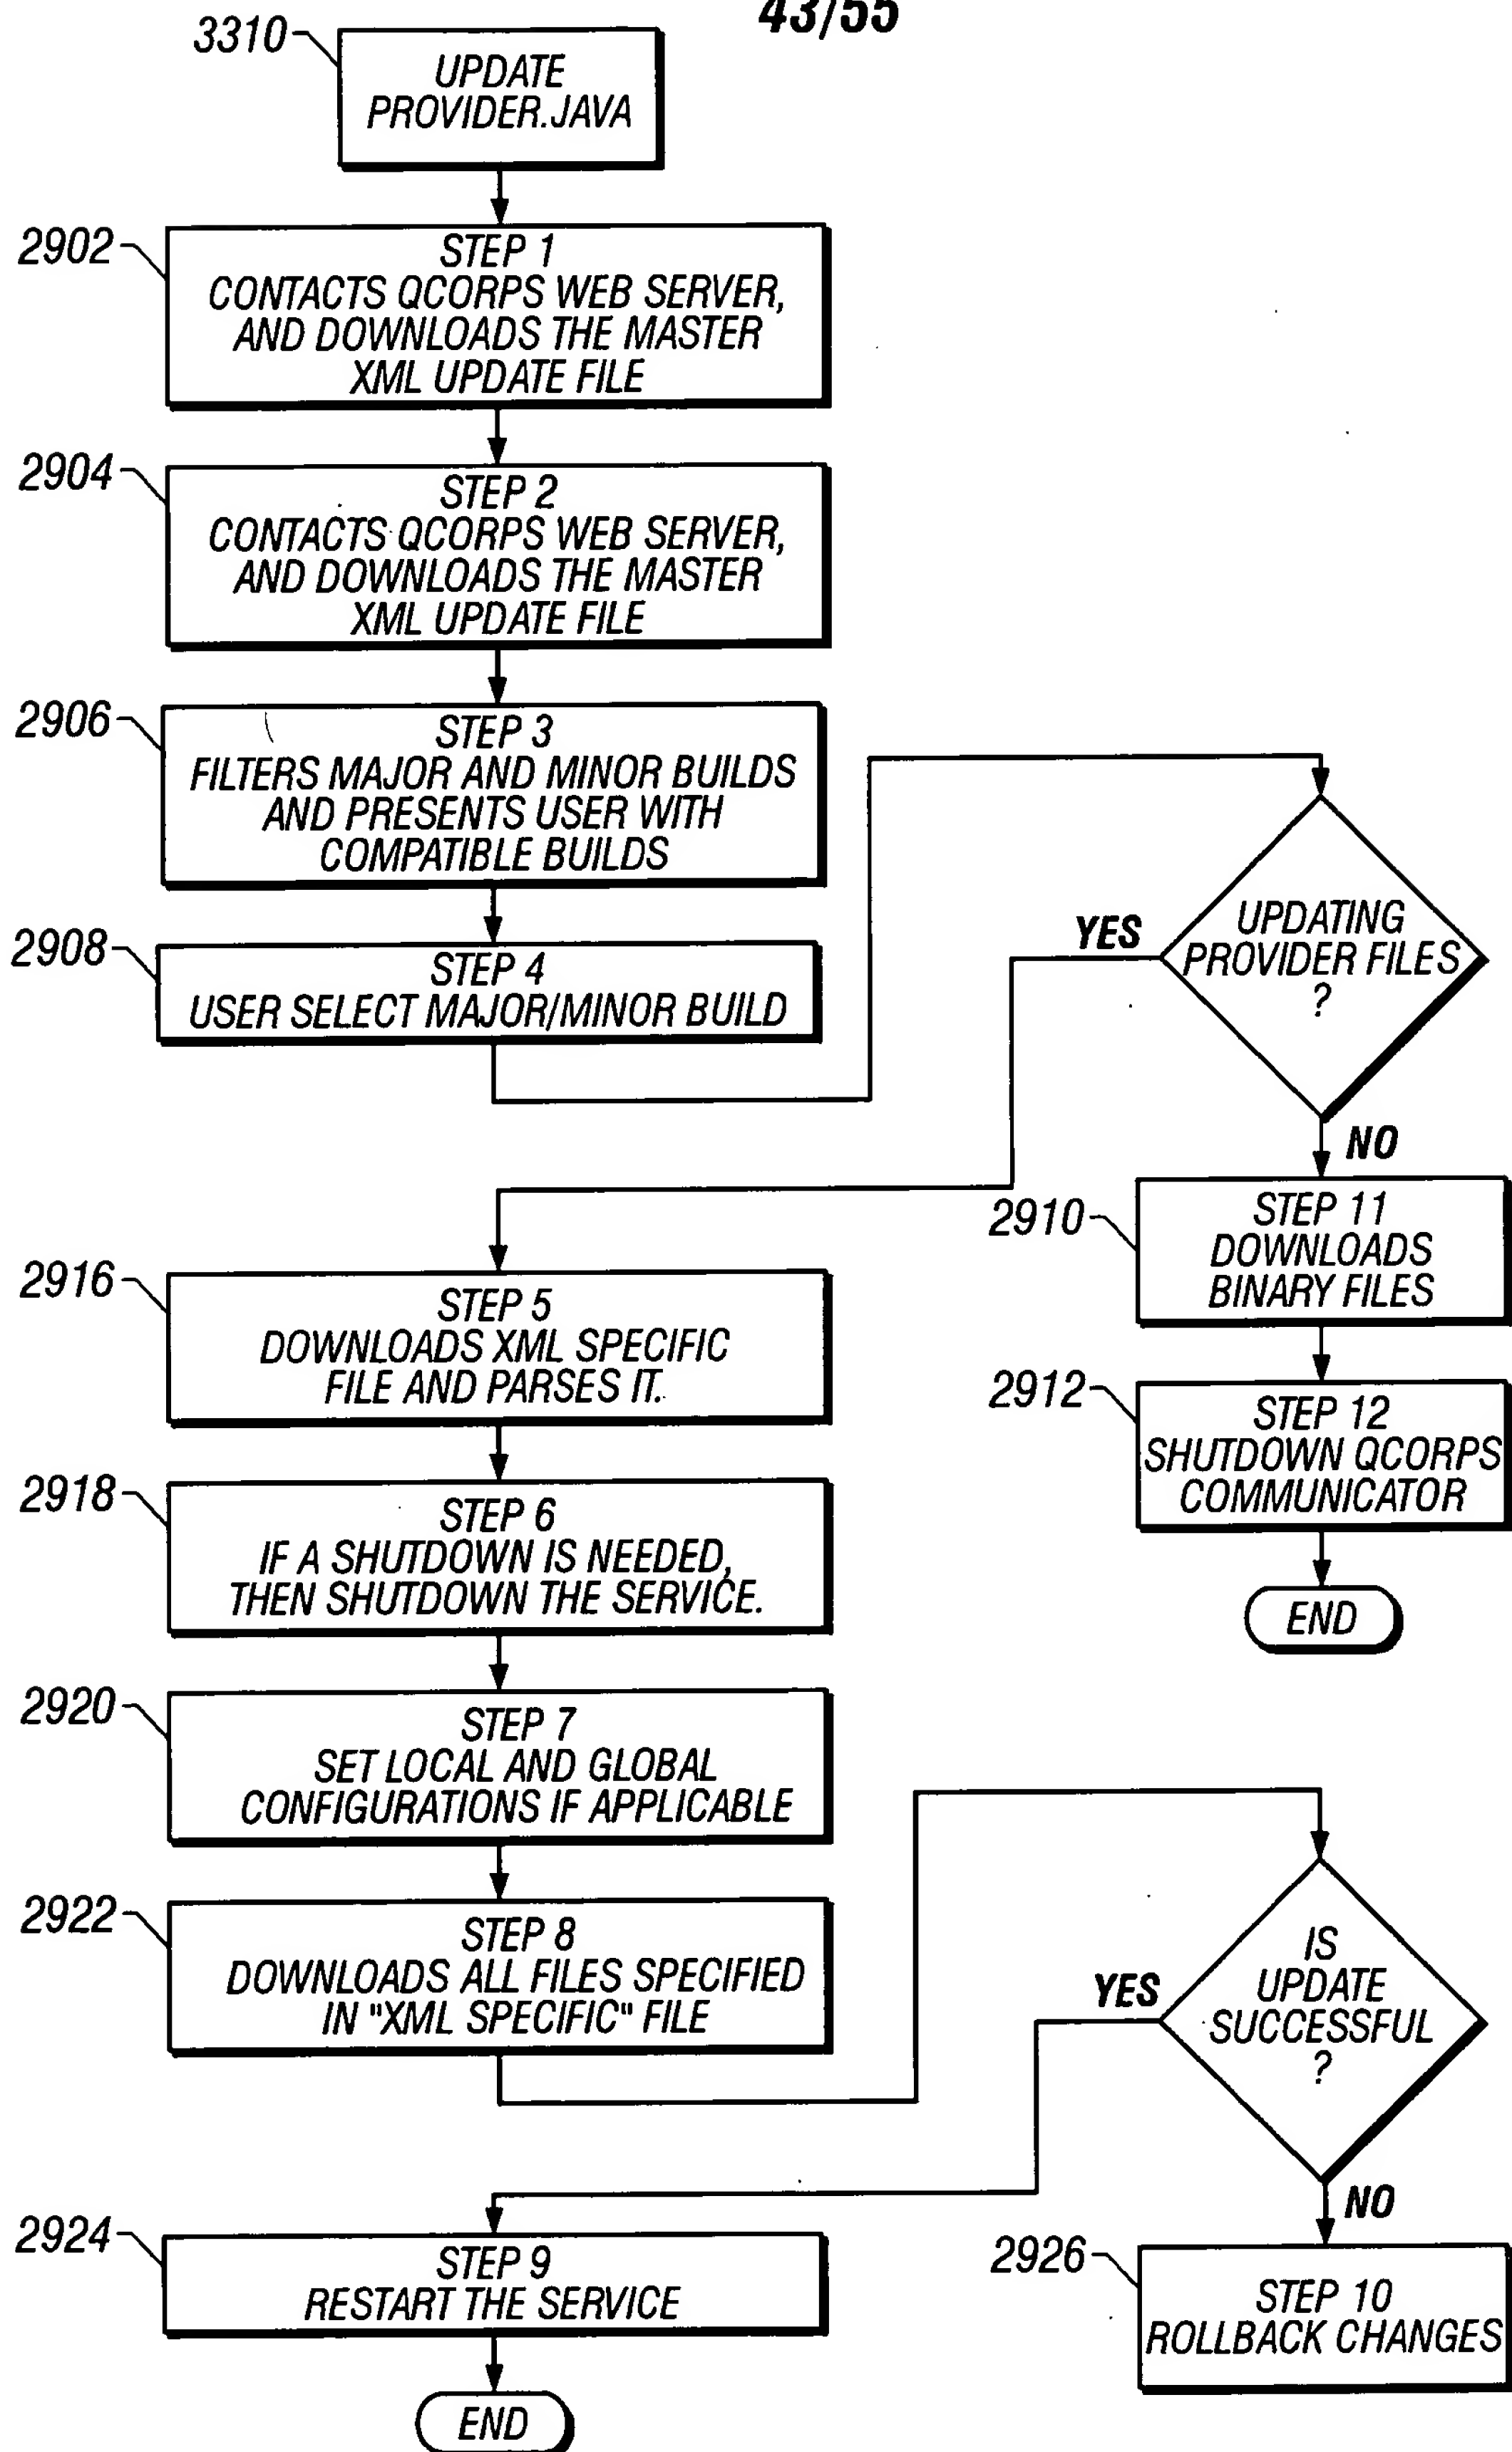 43/55
3310
UPDATE
PROVIDER.JAVA
2902
STEP 1
CONTACTS QCORPS WEB SERVER,
AND DOWNLOADS THE MASTER
XML UPDATE FILE
2904
STEP 2
CONTACTS QCORPS WEB SERVER,
AND DOWNLOADS THE MASTER
XML UPDATE FILE
2906
STEP 3
FILTERS MAJOR AND MINOR BUILDS
AND PRESENTS USER WITH
COMPATIBLE BUILDS
2908
STEP 4
USER SELECT MAJOR/MINOR BUILD
UPDATING
PROVIDER FILES
?
YES
NO
2910
STEP 11
DOWNLOADS
BINARY FILES
2912
STEP 12
SHUTDOWN QCORPS
COMMUNICATOR
END
2916
STEP 5
DOWNLOADS XML SPECIFIC
FILE AND PARSES IT.
2918
STEP 6
IF A SHUTDOWN IS NEEDED,
THEN SHUTDOWN THE SERVICE.
2920
STEP 7
SET LOCAL AND GLOBAL
CONFIGURATIONS IF APPLICABLE
2922
STEP 8
DOWNLOADS ALL FILES SPECIFIED
IN "XML SPECIFIC" FILE
IS
UPDATE
SUCCESSFUL
?
YES
NO
2924
STEP 9
RESTART THE SERVICE
END
2926
STEP 10
ROLLBACK CHANGES